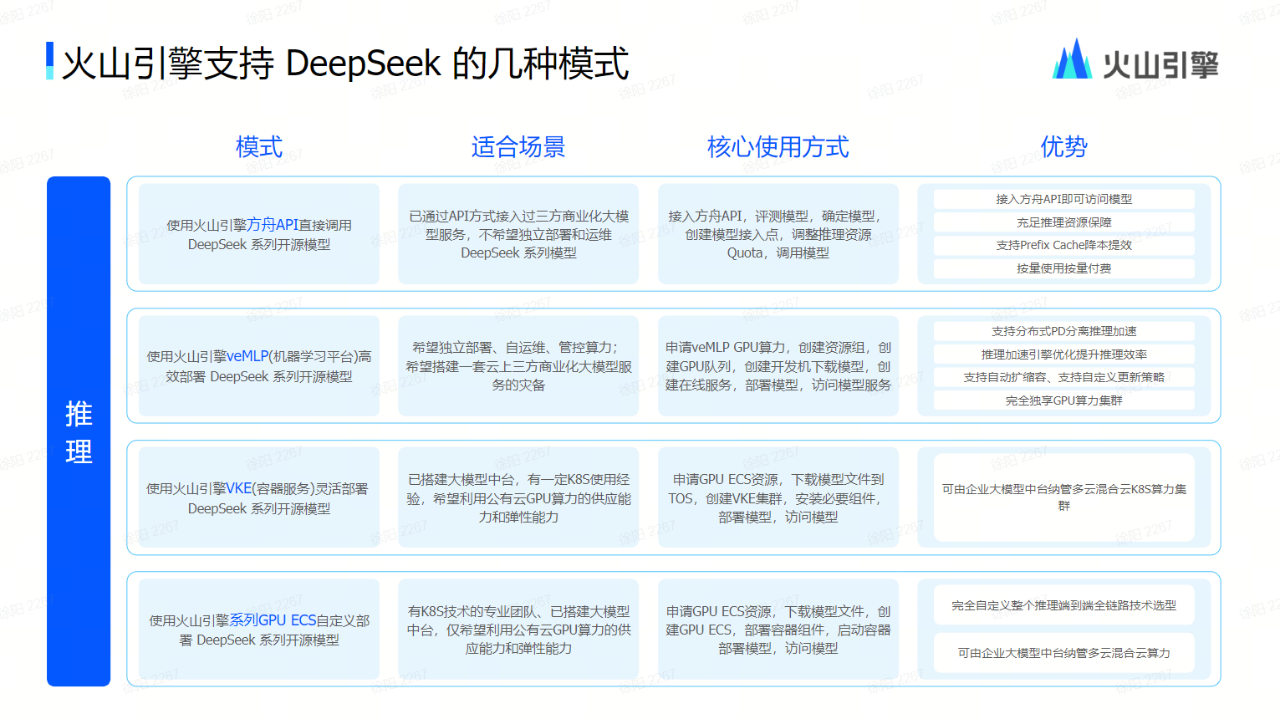 火山引擎支持 DeepSeek 的几种模式
火山引擎
模式
适合场景
核心使用方式
优势
推
理
使用火山引擎方舟API直接调用
DeepSeek 系列开源模型
已通过API方式接入过三方商业化大模
型服务，不希望独立部署和运维
DeepSeek 系列模型
接入方舟API，评测模型，确定模型，
创建模型接入点，调整推理资源
Quota，调用模型
接入方舟API即可访问模型
充足推理资源保障
支持Prefix Cache降本提效
按量使用按量付费
使用火山引擎veMLP(机器学习平台)高
效部署 DeepSeek 系列开源模型
希望独立部署、自运维、管控算力；
希望搭建一套云上三方商业化大模型服
务的灾备
申请veMLP GPU算力，创建资源组，创
建GPU队列，创建开发机下载模型，创
建在线服务，部署模型，访问模型服务
支持分布式PD分离推理加速
推理加速引擎优化提升推理效率
支持自动扩缩容、支持自定义更新策略
完全独享GPU算力集群
使用火山引擎VKE(容器服务)灵活部署
DeepSeek 系列开源模型
已搭建大模型中台，有一定K8S使用经
验，希望利用公有云GPU算力的供应能
力和弹性能力
申请GPU ECS资源，下载模型文件到
TOS，创建VKE集群，安装必要组件，
部署模型，访问模型
可由企业大模型中台纳管多云混合云K8S算力集
群
使用火山引擎系列GPU ECS自定义部
署 DeepSeek 系列开源模型
有K8S技术的专业团队、已搭建大模型
中台，仅希望利用公有云GPU算力的供
应能力和弹性能力
申请GPU ECS资源，下载模型文件，创
建GPU ECS，部署容器组件，启动容器
部署模型，访问模型
完全自定义整个推理端到端全链路技术选型
可由企业大模型中台纳管多云混合云算力
徐阳 2267